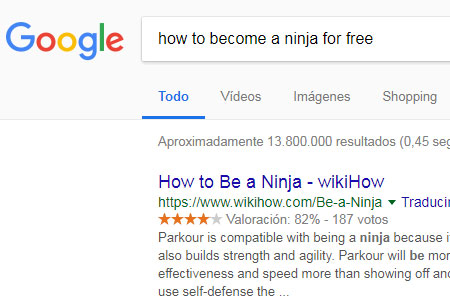 Google
how to become a ninja for free
Todo Vídeos Imágenes Shopping
Aproximadamente 13.800.000 resultados (0,45 seg
How to Be a Ninja - wikiHow
https://www.wikihow.com/Be-a-Ninja ▼ Traducir
Valoración: 82% - 187 votos
Parkour is compatible with being a ninja because i
also builds strength and agility. Parkour will be mor
effectiveness and speed more than showing off and
use self-defense the ...